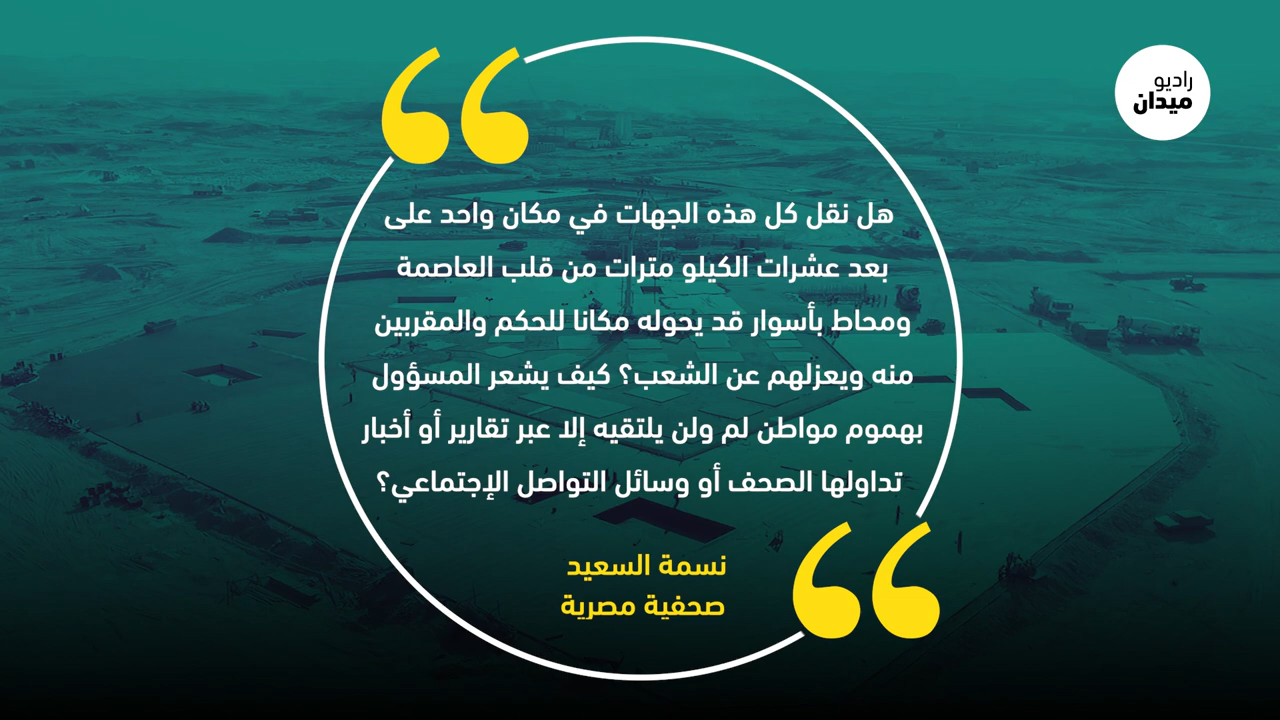 راديو
ميدان
هل نقل كل هذه الجهات في مكان واحد على
بعد عشرات الكيلو مترات من قلب العاصمة
ومحاط بأسوار قد يحوله مكانا للحكم والمقربين
منه ويعزلهم عن الشعب؟ كيف يشعر المسؤول
بهموم مواطن لم ولن يلتقيه إلا عبر تقارير أو أخبار
تداولها الصحف أو وسائل التواصل الإجتماعي؟
نسمة السعيد
صحفية مصرية